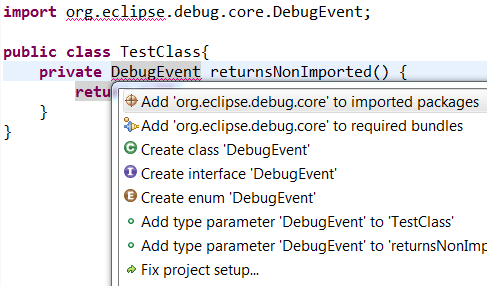 import org.eclipse.debug.core.DebugEvent;
public class TestClass{
private DebugEvent returnsNonImported() {
retu
Add 'org.eclipse.debug.core' to imported packages
Add 'org.eclipse.debug.core' to required bundles
C Create class 'DebugEvent'
I Create interface 'DebugEvent'
E Create enum 'DebugEvent'
Add type parameter 'DebugEvent' to 'TestClass'
Add type parameter 'DebugEvent' to 'returnsNonImp
Fix project setup...
}
}